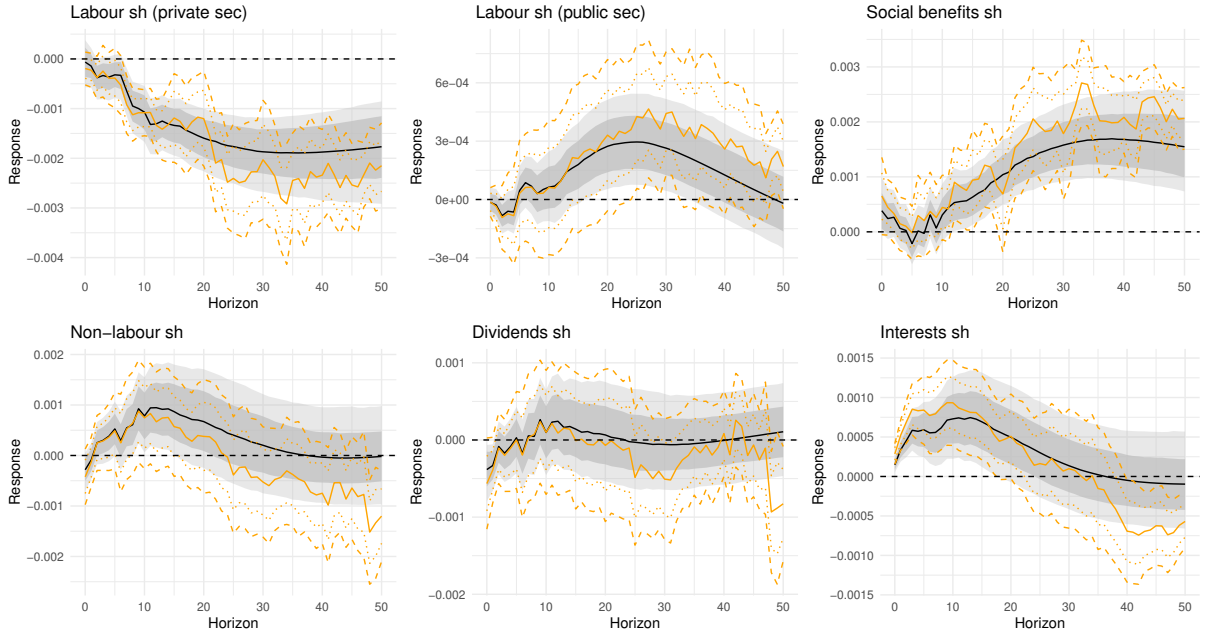 Labour sh (private sec)
Response
0.000
−0.001
−0.002
−0.003
−0.004
0 10 20 30 40 50
Horizon
Labour sh (public sec)
Response
6e−04
3e−04
0e+00
−3e−04
0 10 20 30 40 50
Horizon
Social benefits sh
Response
0.003
0.002
0.001
0.000
0 10 20 30 40 50
Horizon
Non−labour sh
Response
0.002
0.001
0.000
−0.001
−0.002
0 10 20 30 40 50
Horizon
Dividends sh
Response
0.001
0.000
−0.001
−0.002
0 10 20 30 40 50
Horizon
Interests sh
Response
0.0015
0.0010
0.0005
0.0000
−0.0005
−0.0010
−0.0015
0 10 20 30 40 50
Horizon